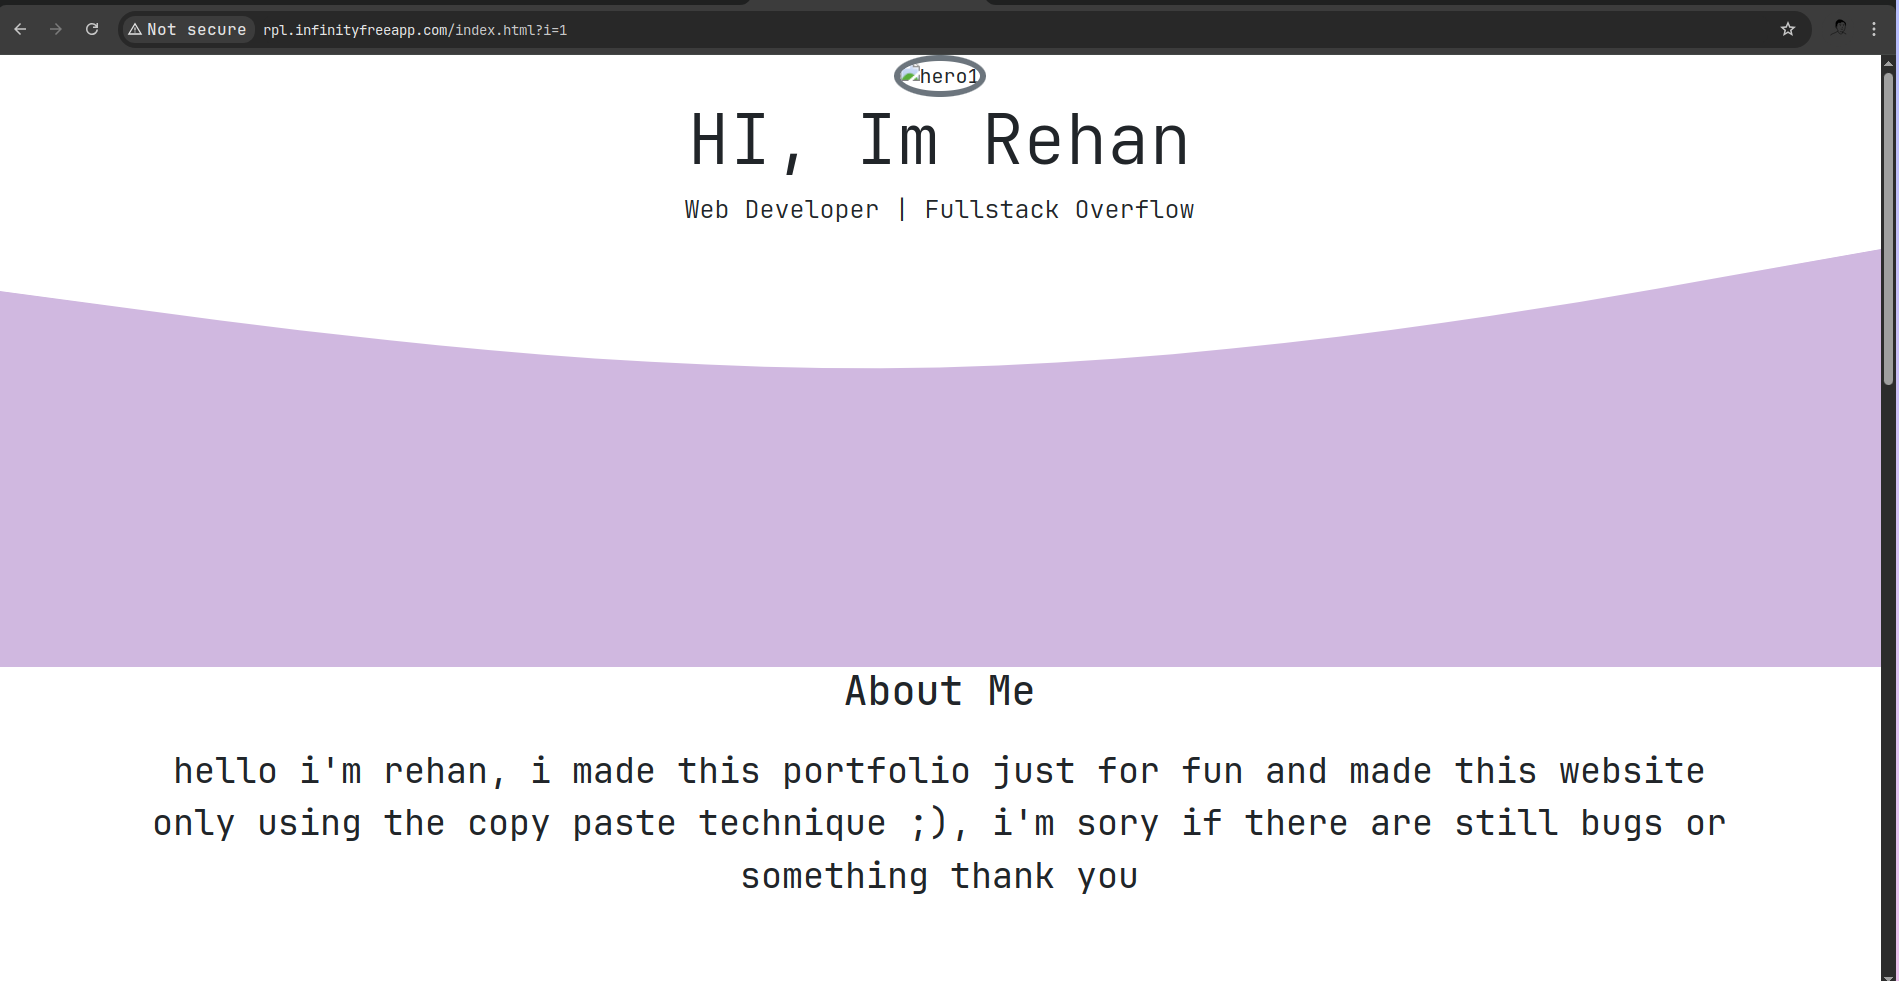 Not secure
rpl.infinityfreeapp.com/index.html?i=1
hero1
HI, Im Rehan
Web Developer | Fullstack Overflow
About Me
hello i'm rehan, i made this portfolio just for fun and made this website
only using the copy paste technique ;), i'm sory if there are still bugs or
something thank you